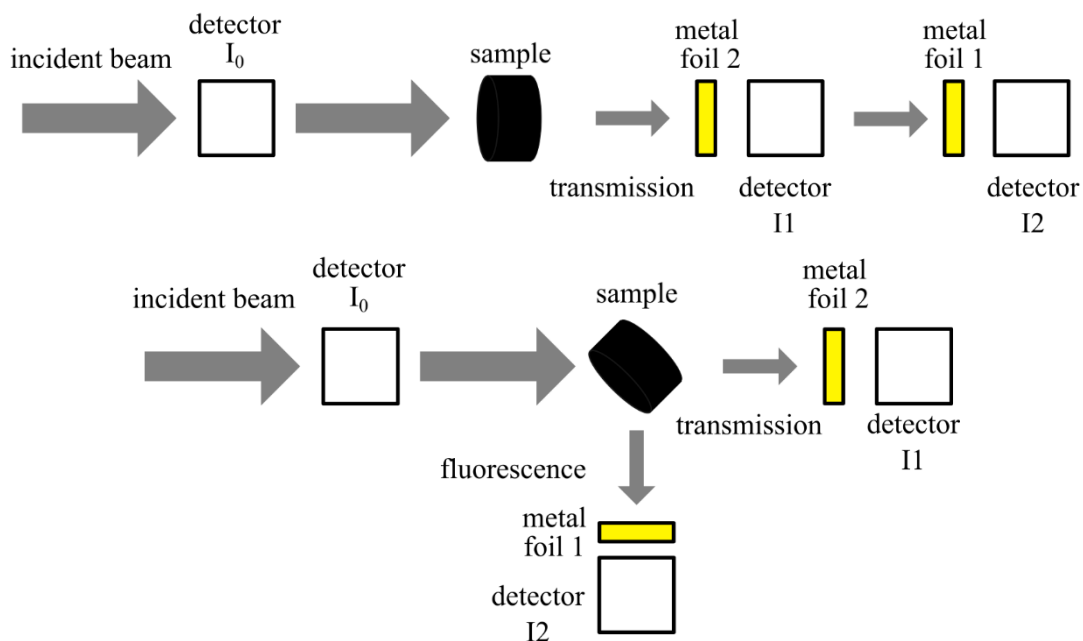 detector
I₀
incident beam
sample
metal
foil 2
metal
foil 1
transmission
detector
I1
detector
I2
detector
I₀
incident beam
sample
metal
foil 2
transmission
detector
I1
fluorescence
metal
foil 1
detector
I2